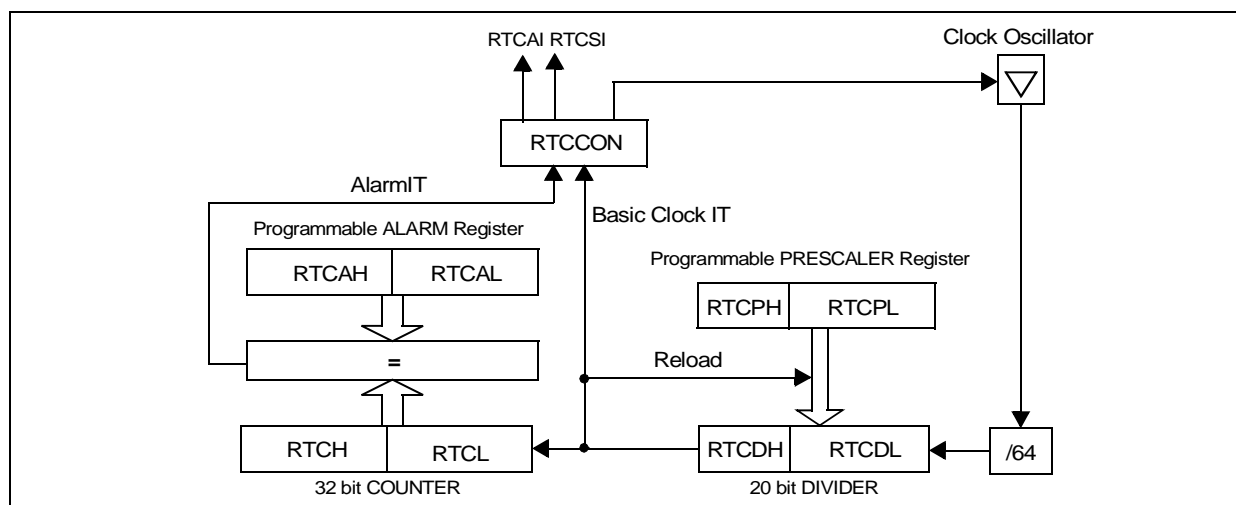 Clock Oscillator
RTCAI RTCSI
RTCCON
AlarmIT
Basic Clock IT
Programmable ALARM Register
RTCAH RTCAL
Programmable PRESCALER Register
RTCPH RTCPL
=
Reload
RTCH RTCL
RTCDH RTCDL
/64
32 bit COUNTER
20 bit DIVIDER